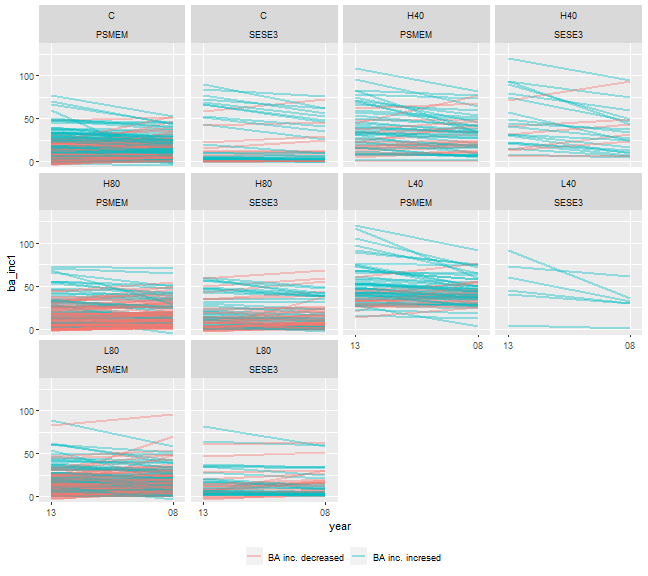 C C H40 H40
PSMEM SESE3 PSMEM SESE3
100
50
0
H80 H80 L40 L40
PSMEM SESE3 PSMEM SESE3
100
50
0
13 08 13 08
L80 L80
PSMEM SESE3
100
50
0
13 08 13 08
ba_inc1
year
BA inc. decreased BA inc. incresed